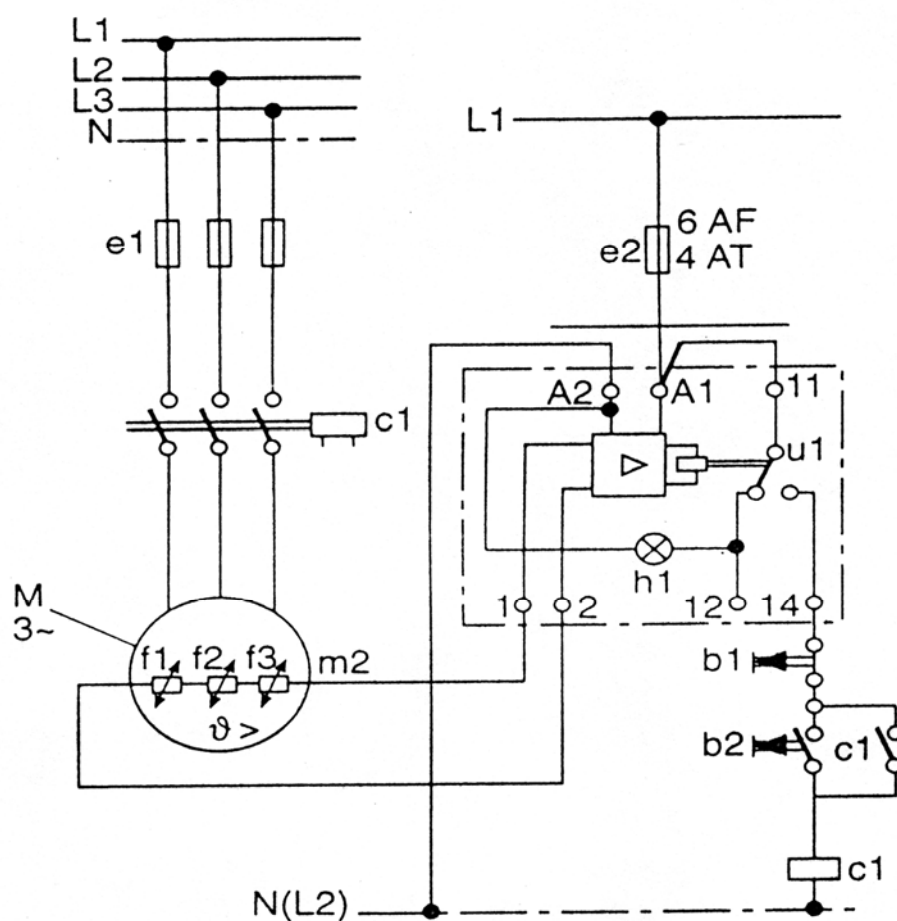 L1
L2
L3
N
L1
e1
6 AF
e2 4 AT
A2 A1 11
c1
u1
h1
1 2 12 14
M
3~
f1 f2 f3 m2
ϑ >
b1
b2 c1
c1
N(L2)